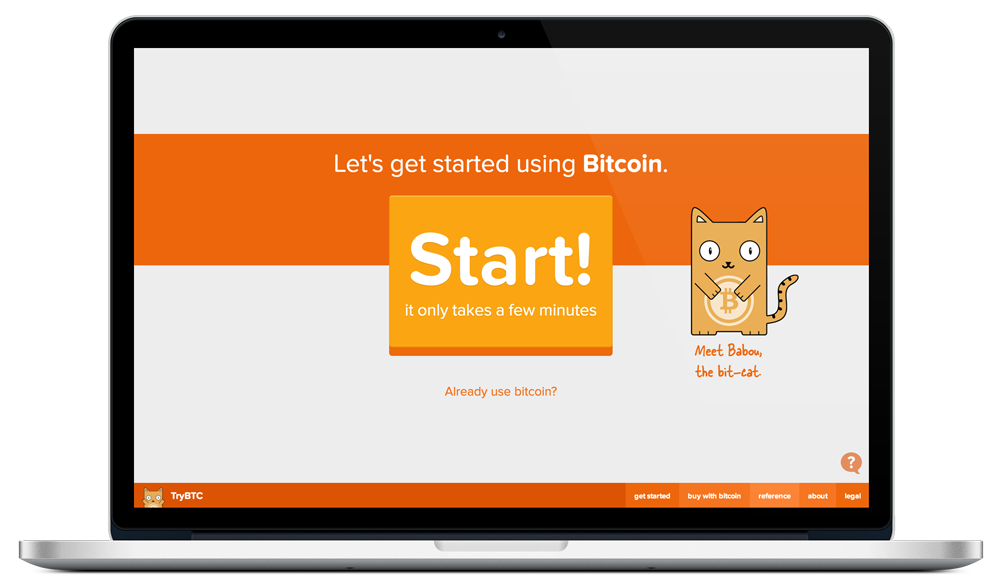 Let's get started using Bitcoin.
Start!
it only takes a few minutes
Meet Babou,
the bit-cat.
Already use bitcoin?
?
TryBTC
get started
buy with bitcoin
reference
about
legal